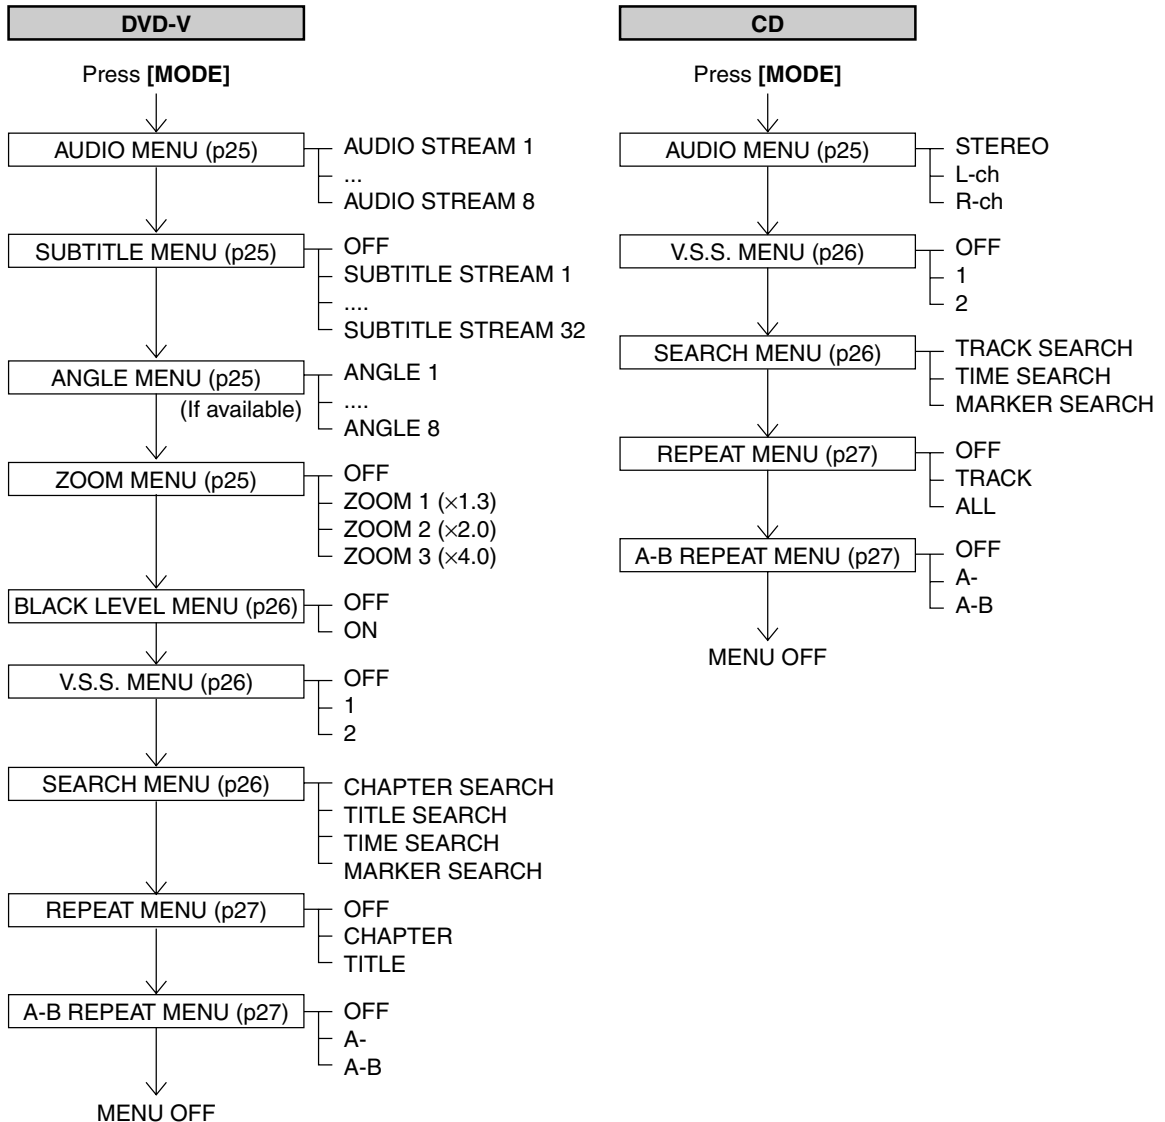 DVD-V
Press [MODE]
AUDIO MENU (p25)
AUDIO STREAM 1
...
AUDIO STREAM 8
SUBTITLE MENU (p25)
OFF
SUBTITLE STREAM 1
....
SUBTITLE STREAM 32
ANGLE MENU (p25)
(If available)
ANGLE 1
....
ANGLE 8
ZOOM MENU (p25)
OFF
ZOOM 1 (×1.3)
ZOOM 2 (×2.0)
ZOOM 3 (×4.0)
BLACK LEVEL MENU (p26)
OFF
ON
V.S.S. MENU (p26)
OFF
1
2
SEARCH MENU (p26)
CHAPTER SEARCH
TITLE SEARCH
TIME SEARCH
MARKER SEARCH
REPEAT MENU (p27)
OFF
CHAPTER
TITLE
A-B REPEAT MENU (p27)
OFF
A-
A-B
MENU OFF
CD
Press [MODE]
AUDIO MENU (p25)
STEREO
L-ch
R-ch
V.S.S. MENU (p26)
OFF
1
2
SEARCH MENU (p26)
TRACK SEARCH
TIME SEARCH
MARKER SEARCH
REPEAT MENU (p27)
OFF
TRACK
ALL
A-B REPEAT MENU (p27)
OFF
A-
A-B
MENU OFF